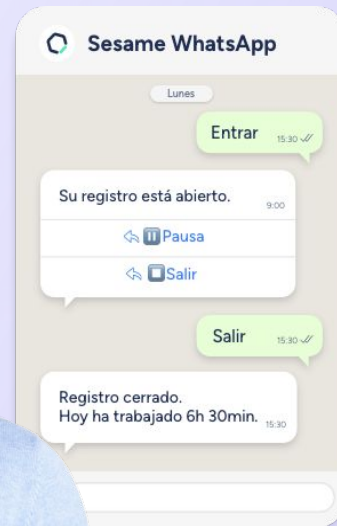 Sesame WhatsApp
Lunes
Entrar 15:30
Su registro está abierto. 9:00
Pausa
Salir
Salir 15:30
Registro cerrado.
Hoy ha trabajado 6h 30min. 15:30